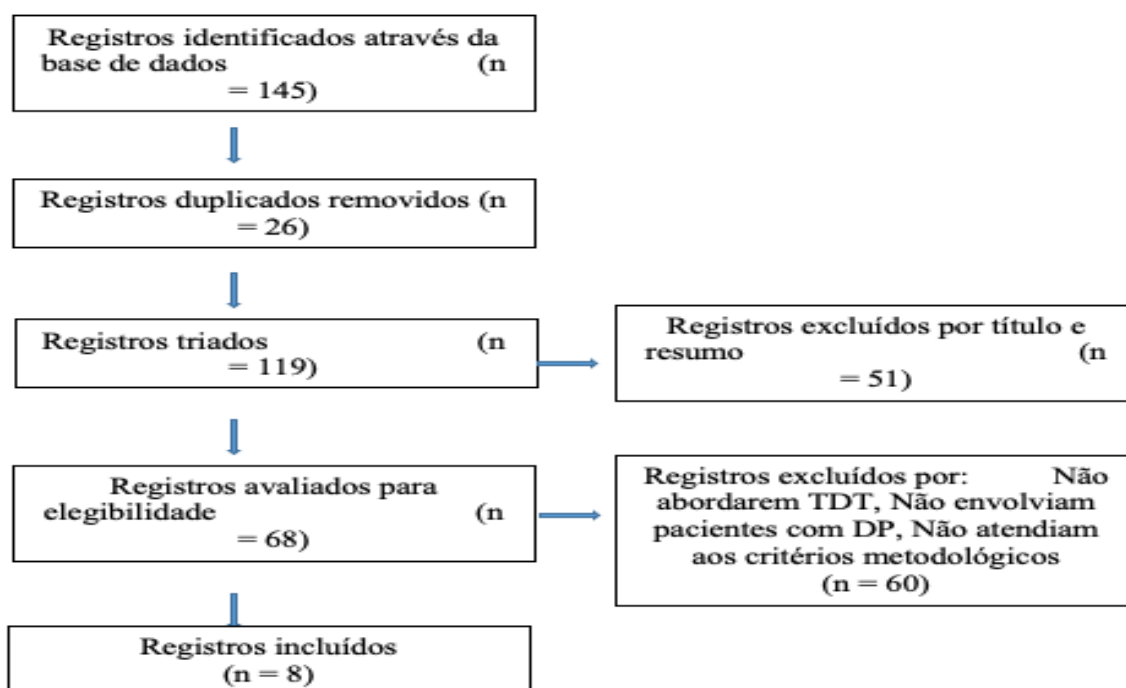 Registros identificados através da
base de dados (n
= 145)
Registros duplicados removidos (n
= 26)
Registros triados (n
= 119)
Registros excluídos por título e
resumo (n
= 51)
Registros avaliados para
elegibilidade (n
= 68)
Registros excluídos por: Não
abordarem TDT, Não envolviam
pacientes com DP, Não atendiam
aos critérios metodológicos
(n = 60)
Registros incluídos
(n = 8)